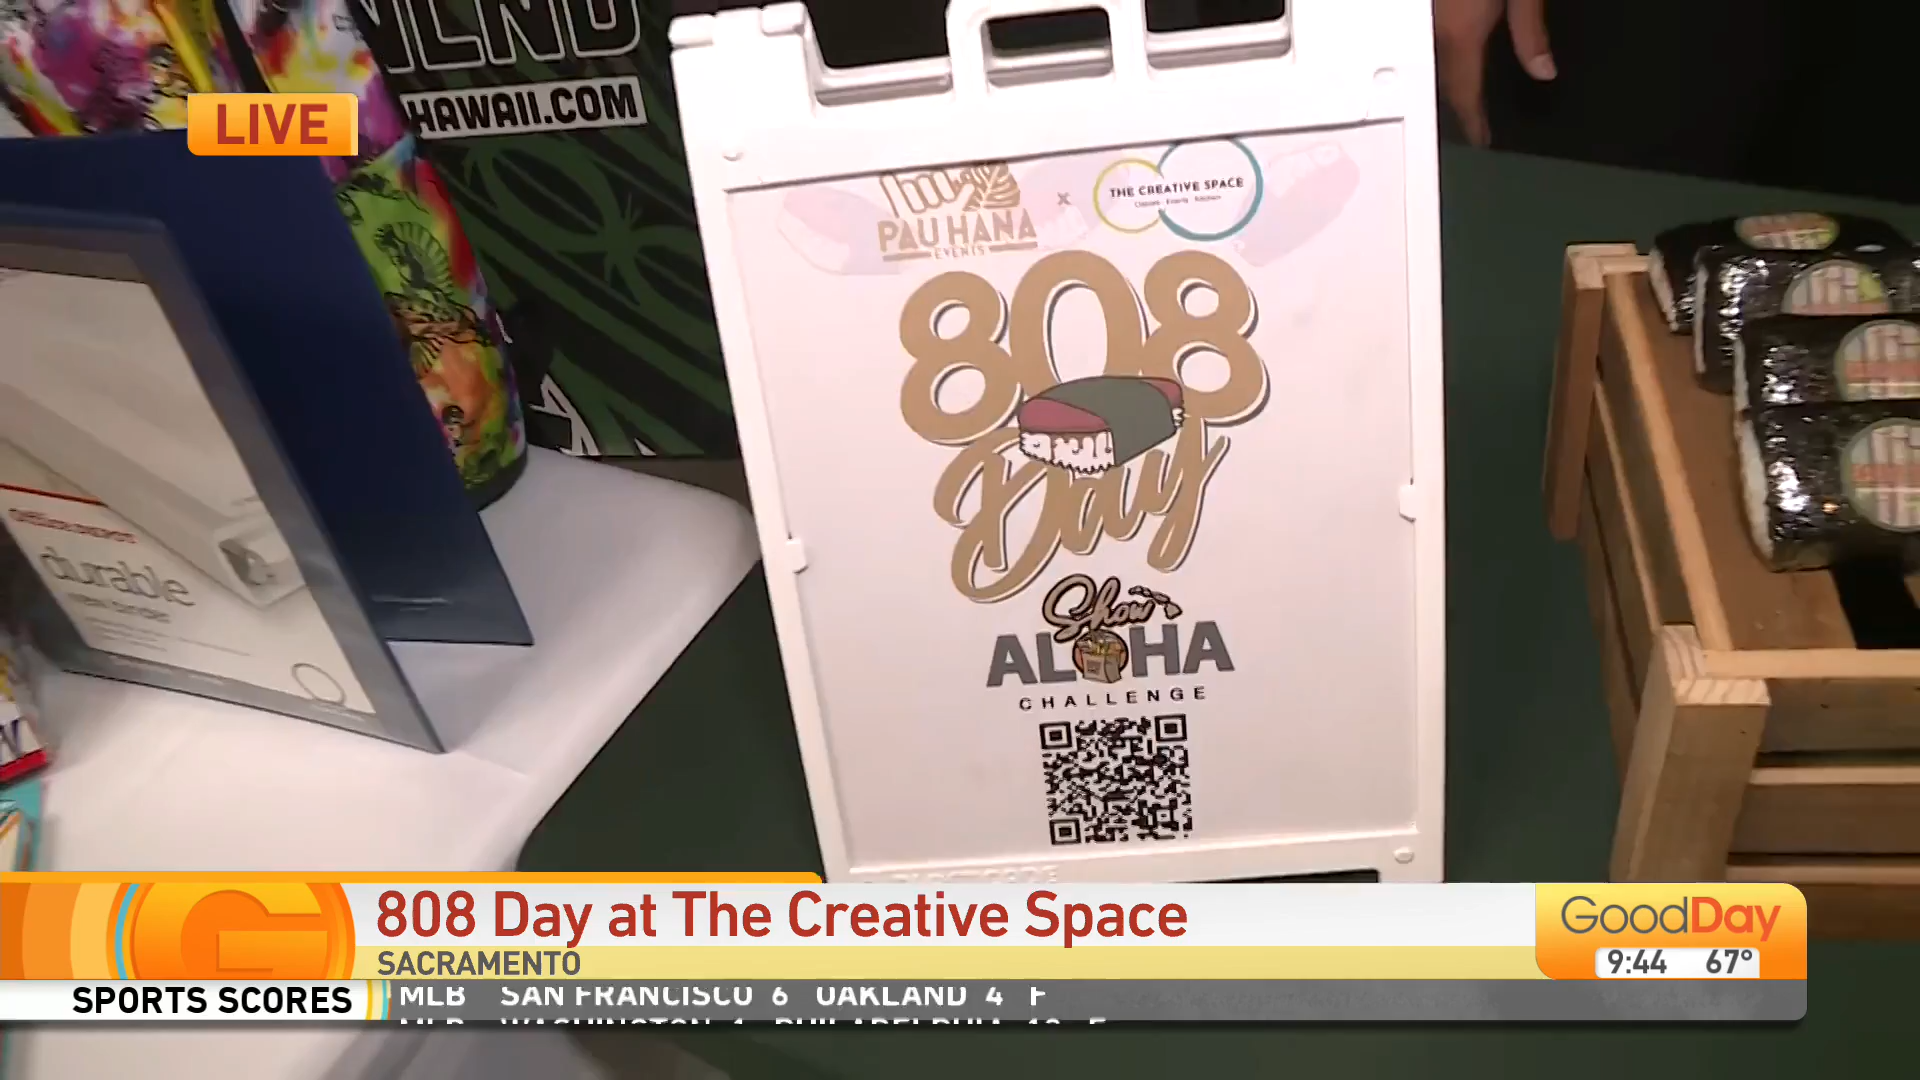 LIVE
HAWAII.COM
PAU HANA
EVENTS
x
THE CREATIVE SPACE
808
Day
Show
ALOHA
CHALLENGE
durable
808 Day at The Creative Space
SACRAMENTO
GoodDay
9:44 67°
SPORTS SCORES
MLB SAN FRANCISCO 6 OAKLAND 4 F